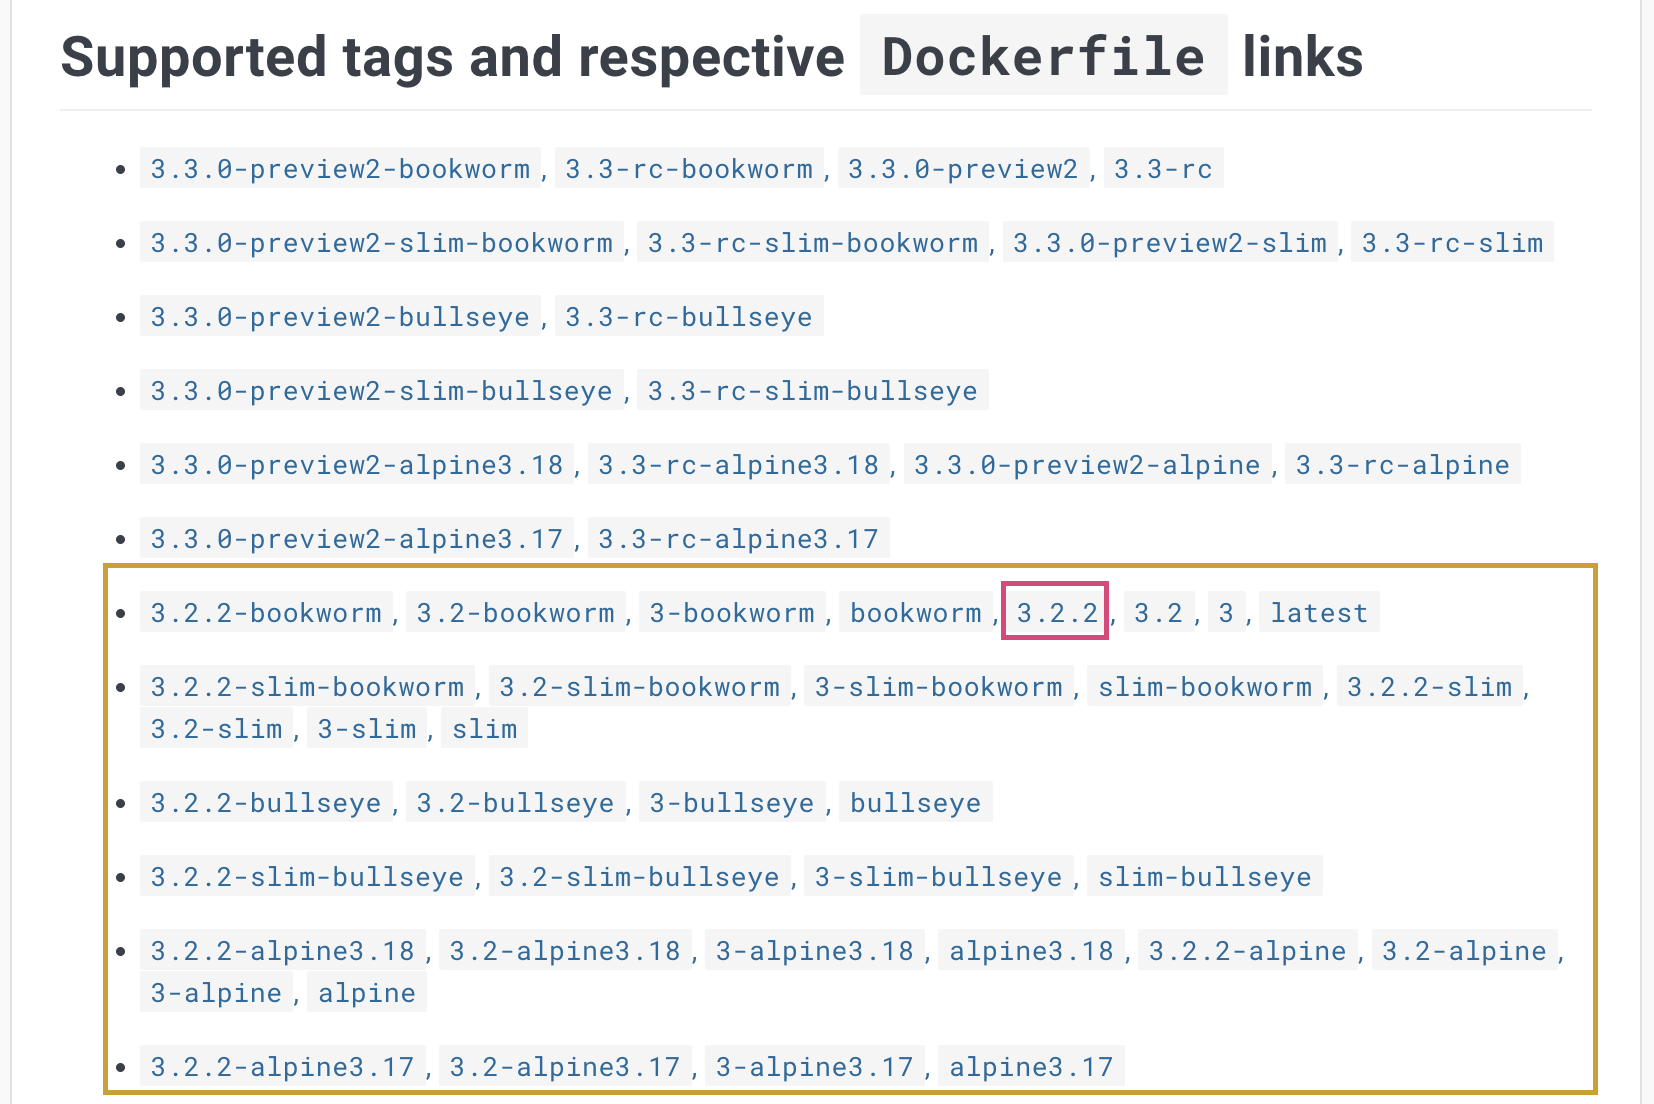 Supported tags and respective Dockerfile links
3.3.0-preview2-bookworm, 3.3-rc-bookworm, 3.3.0-preview2, 3.3-rc
3.3.0-preview2-slim-bookworm, 3.3-rc-slim-bookworm, 3.3.0-preview2-slim, 3.3-rc-slim
3.3.0-preview2-bullseye, 3.3-rc-bullseye
3.3.0-preview2-slim-bullseye, 3.3-rc-slim-bullseye
3.3.0-preview2-alpine3.18, 3.3-rc-alpine3.18, 3.3.0-preview2-alpine, 3.3-rc-alpine
3.3.0-preview2-alpine3.17, 3.3-rc-alpine3.17
3.2.2-bookworm, 3.2-bookworm, 3-bookworm, bookworm, 3.2.2, 3.2, 3, latest
3.2.2-slim-bookworm, 3.2-slim-bookworm, 3-slim-bookworm, slim-bookworm, 3.2.2-slim,
3.2-slim, 3-slim, slim
3.2.2-bullseye, 3.2-bullseye, 3-bullseye, bullseye
3.2.2-slim-bullseye, 3.2-slim-bullseye, 3-slim-bullseye, slim-bullseye
3.2.2-alpine3.18, 3.2-alpine3.18, 3-alpine3.18, alpine3.18, 3.2.2-alpine, 3.2-alpine,
3-alpine, alpine
3.2.2-alpine3.17, 3.2-alpine3.17, 3-alpine3.17, alpine3.17